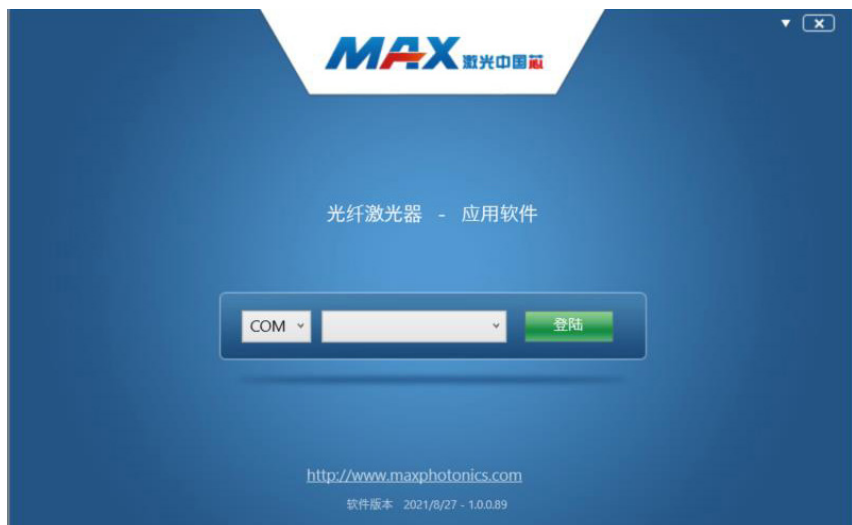 MAX 激光中国芯
光纤激光器 - 应用软件
COM
登陆
http://www.maxphotonics.com
软件版本 2021/8/27 - 1.0.0.89